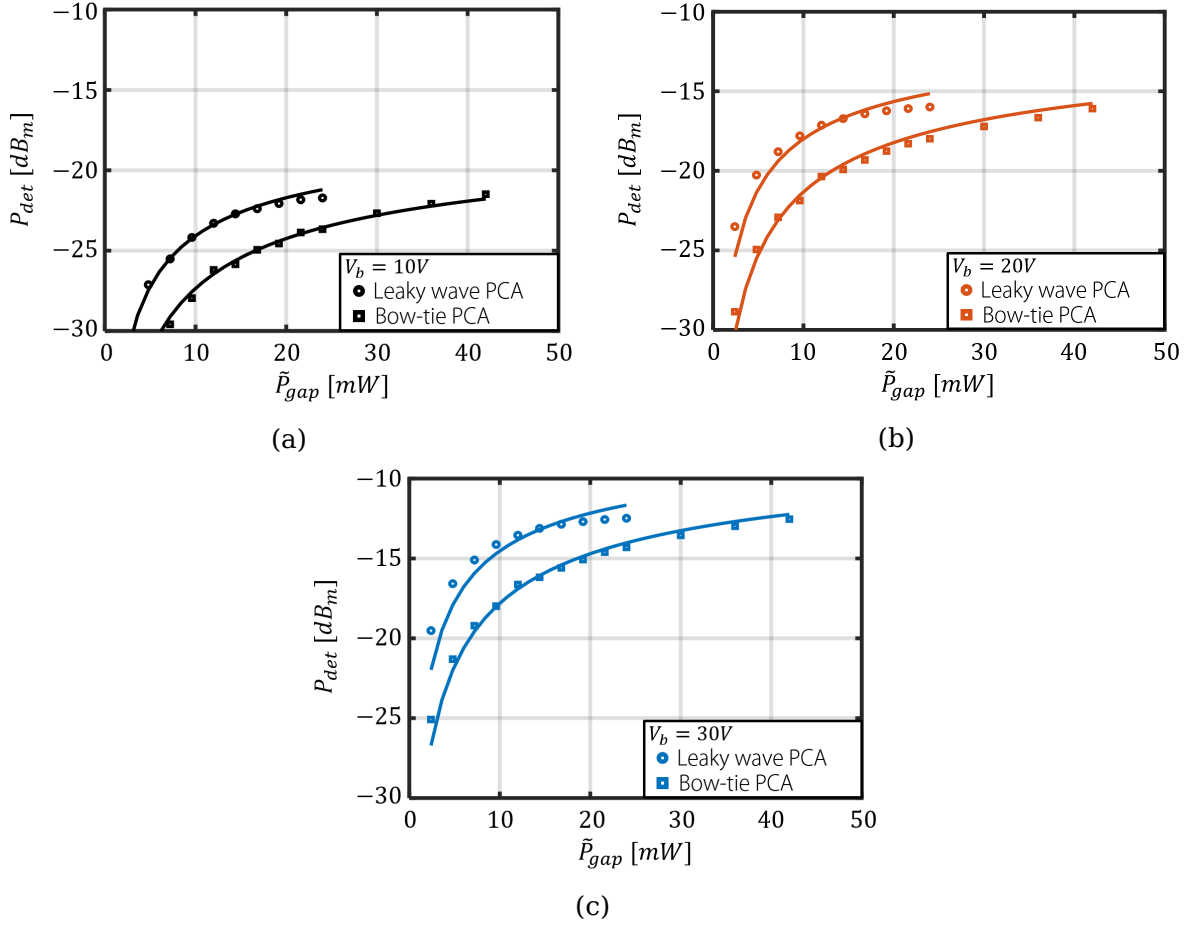 −10
−15
−20
−25
−30
0 10 20 30 40 50
P_det [dB_m]
P̃_gap [mW]
V_b = 10V
Leaky wave PCA
Bow-tie PCA
(a)
−10
−15
−20
−25
−30
0 10 20 30 40 50
P_det [dB_m]
P̃_gap [mW]
V_b = 20V
Leaky wave PCA
Bow-tie PCA
(b)
−10
−15
−20
−25
−30
0 10 20 30 40 50
P_det [dB_m]
P̃_gap [mW]
V_b = 30V
Leaky wave PCA
Bow-tie PCA
(c)